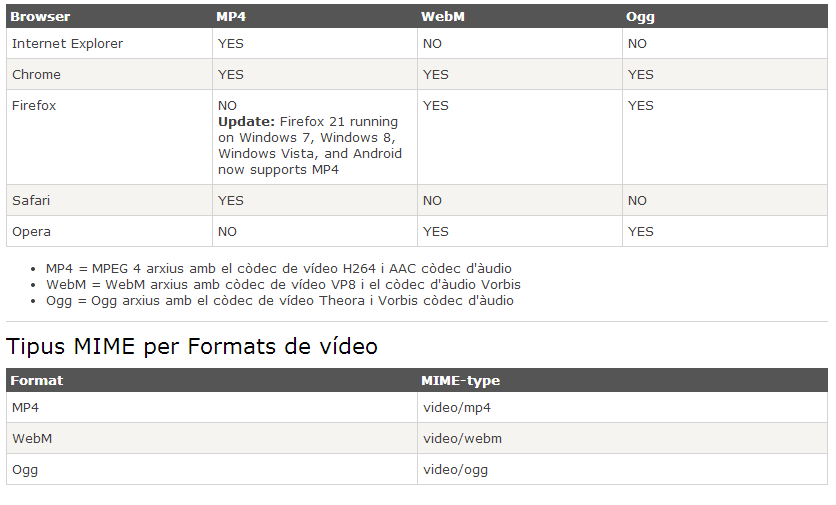 Browser MP4 WebM Ogg
Internet Explorer YES NO NO
Chrome YES YES YES
Firefox NO YES YES
Update: Firefox 21 running
on Windows 7, Windows 8,
Windows Vista, and Android
now supports MP4
Safari YES NO NO
Opera NO YES YES
• MP4 = MPEG 4 arxius amb el còdec de vídeo H264 i AAC còdec d'àudio
• WebM = WebM arxius amb còdec de vídeo VP8 i el còdec d'àudio Vorbis
• Ogg = Ogg arxius amb el còdec de vídeo Theora i Vorbis còdec d'àudio
Tipus MIME per Formats de vídeo
Format MIME-type
MP4 video/mp4
WebM video/webm
Ogg video/ogg